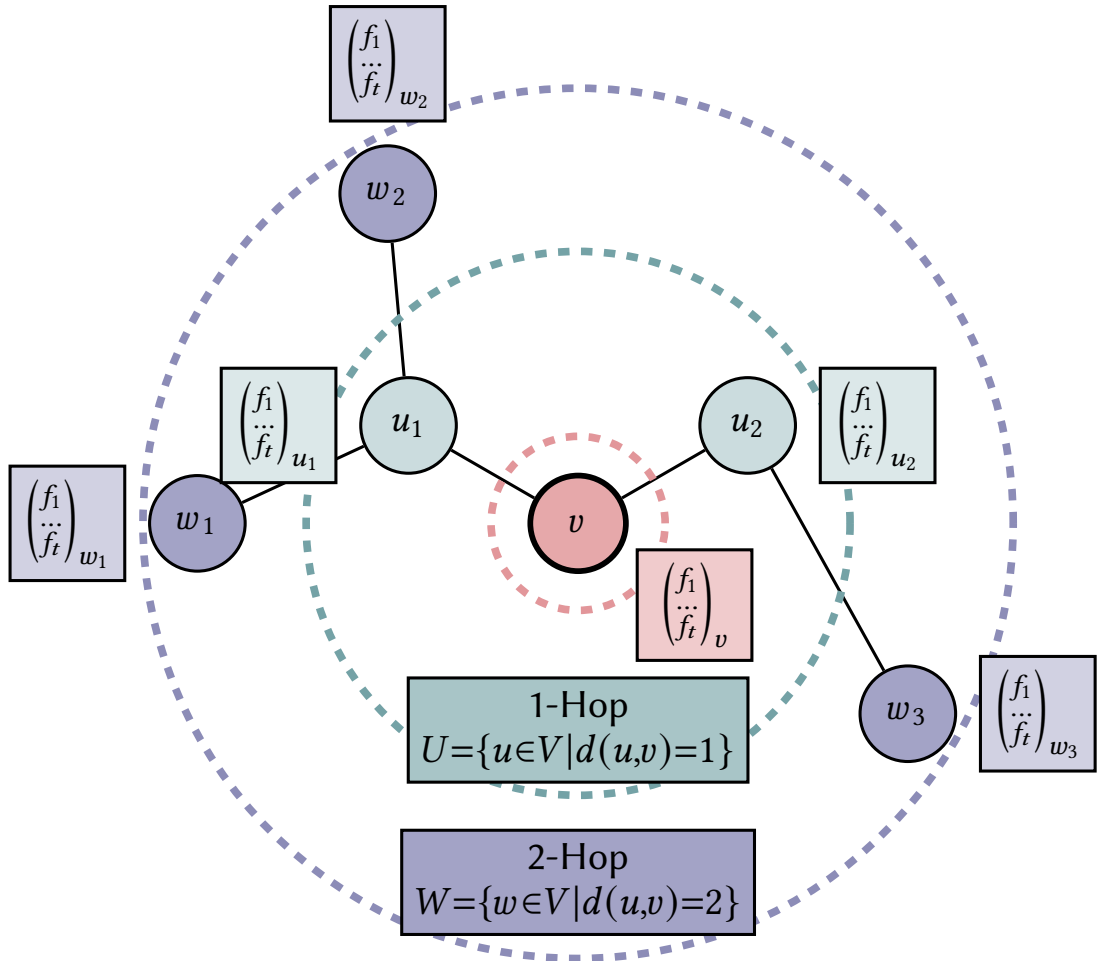 f₁
...
fₜ w₂
w₂
f₁
...
fₜ u₁
u₁
u₂
f₁
...
fₜ u₂
f₁
...
fₜ w₁
w₁
v
f₁
...
fₜ v
f₁
...
fₜ w₃
w₃
1-Hop
U={u∈V|d(u,v)=1}
2-Hop
W={w∈V|d(u,v)=2}